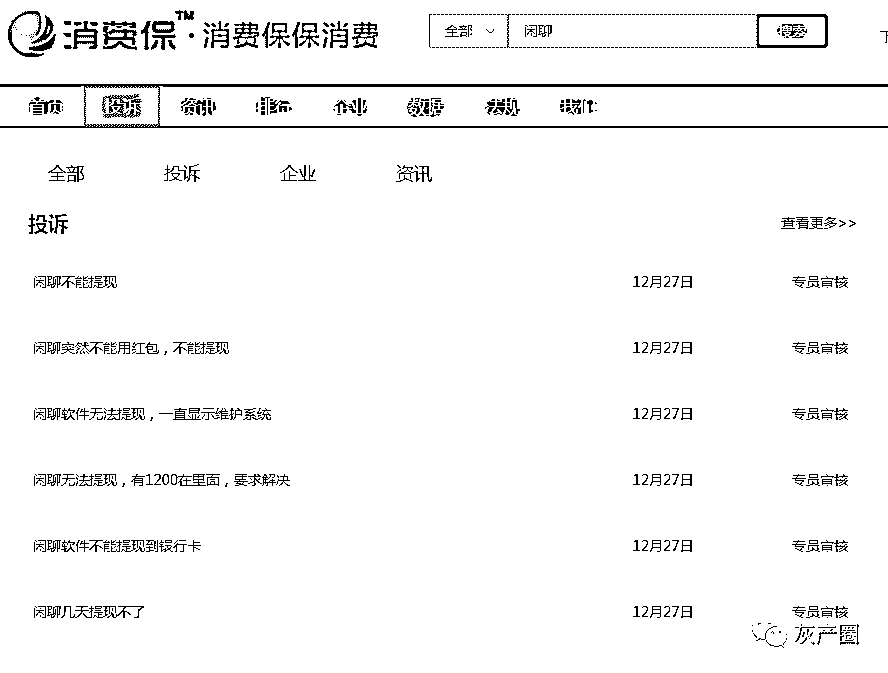 消费保™·消费保保消费
全部 闲聊 搜索
首页 投诉 资讯 排行 企业 数据 法规 我们
全部 投诉 企业 资讯
投诉 查看更多>>
闲聊不能提现 12月27日 专员审核
闲聊突然不能用红包，不能提现 12月27日 专员审核
闲聊软件无法提现，一直显示维护系统 12月27日 专员审核
闲聊无法提现，有1200在里面，要求解决 12月27日 专员审核
闲聊软件不能提现到银行卡 12月27日 专员审核
闲聊几天提现不了 12月27日 专员审核
灰产圈